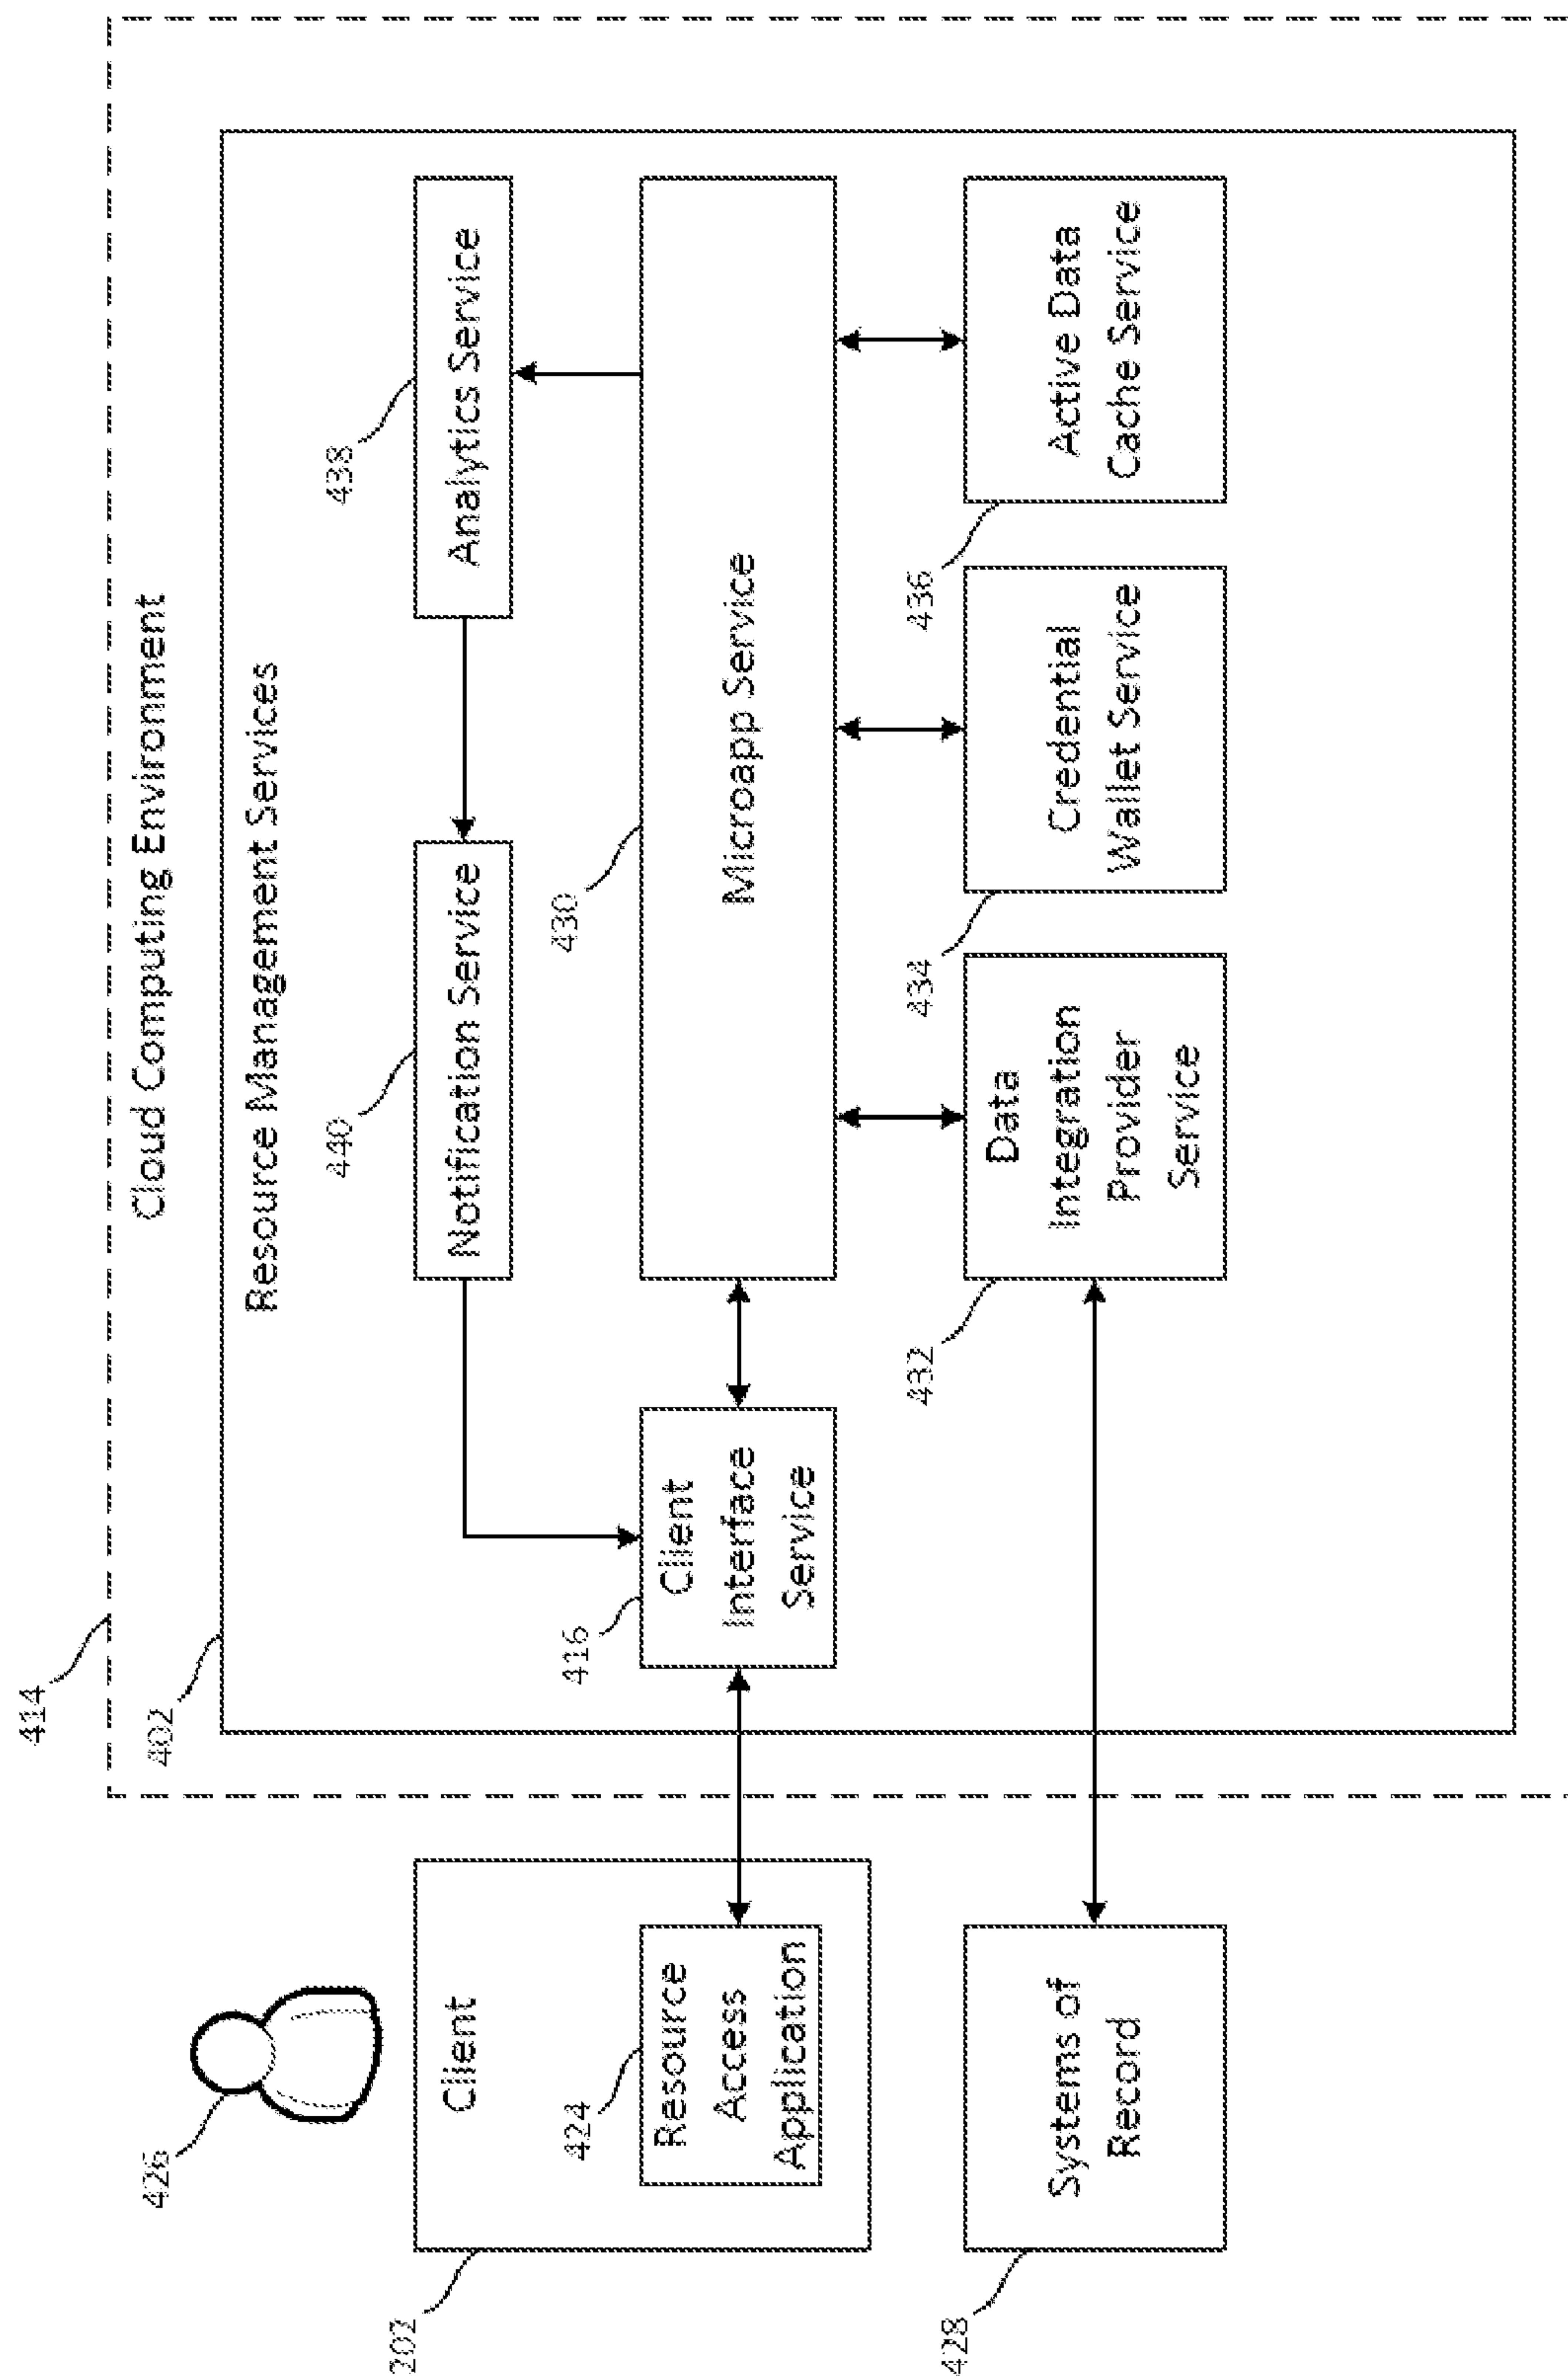 414
Cloud Computing Environment
402
Resource Management Services
426
202
Client
440
Notification Service
438
Analytics Service
424
Resource
Access
Application
416
Client
Interface
Service
430
Microapp Service
428
Systems of
Record
432
Data
Integration
Provider
Service
434
Credential
Wallet Service
436
Active Data
Cache Service